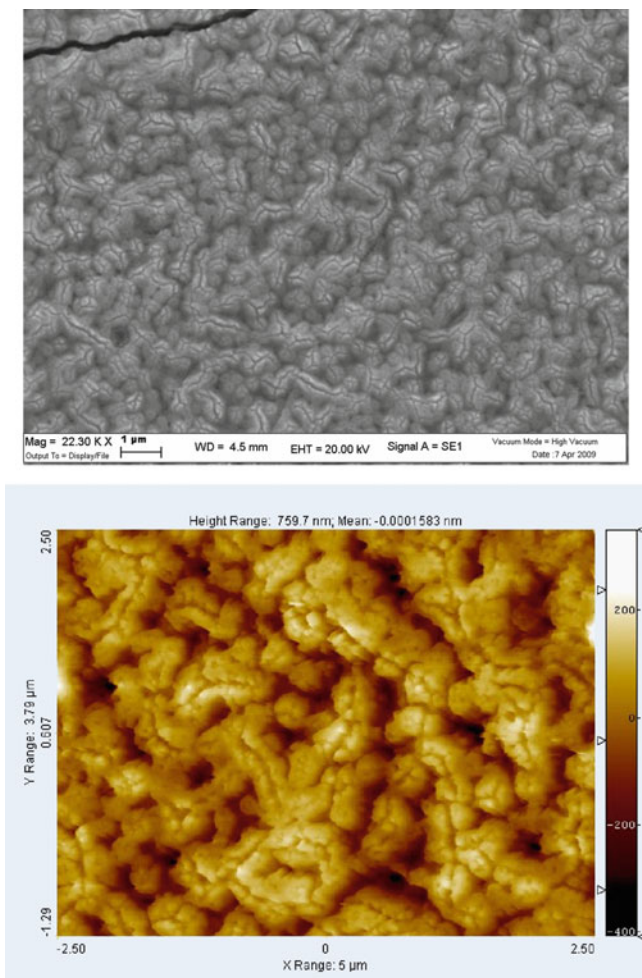 Mag = 22.30 K X 1 µm WD = 4.5 mm EHT = 20.00 kV Signal A = SE1 Vacuum Mode = High Vacuum
Output To = Display/File Date :7 Apr 2009
Height Range: 759.7 nm; Mean: -0.0001583 nm
2.50
Y Range: 3.79 µm
0.607
-1.29
200
0
-200
-400
-2.50 0 2.50
X Range: 5 µm